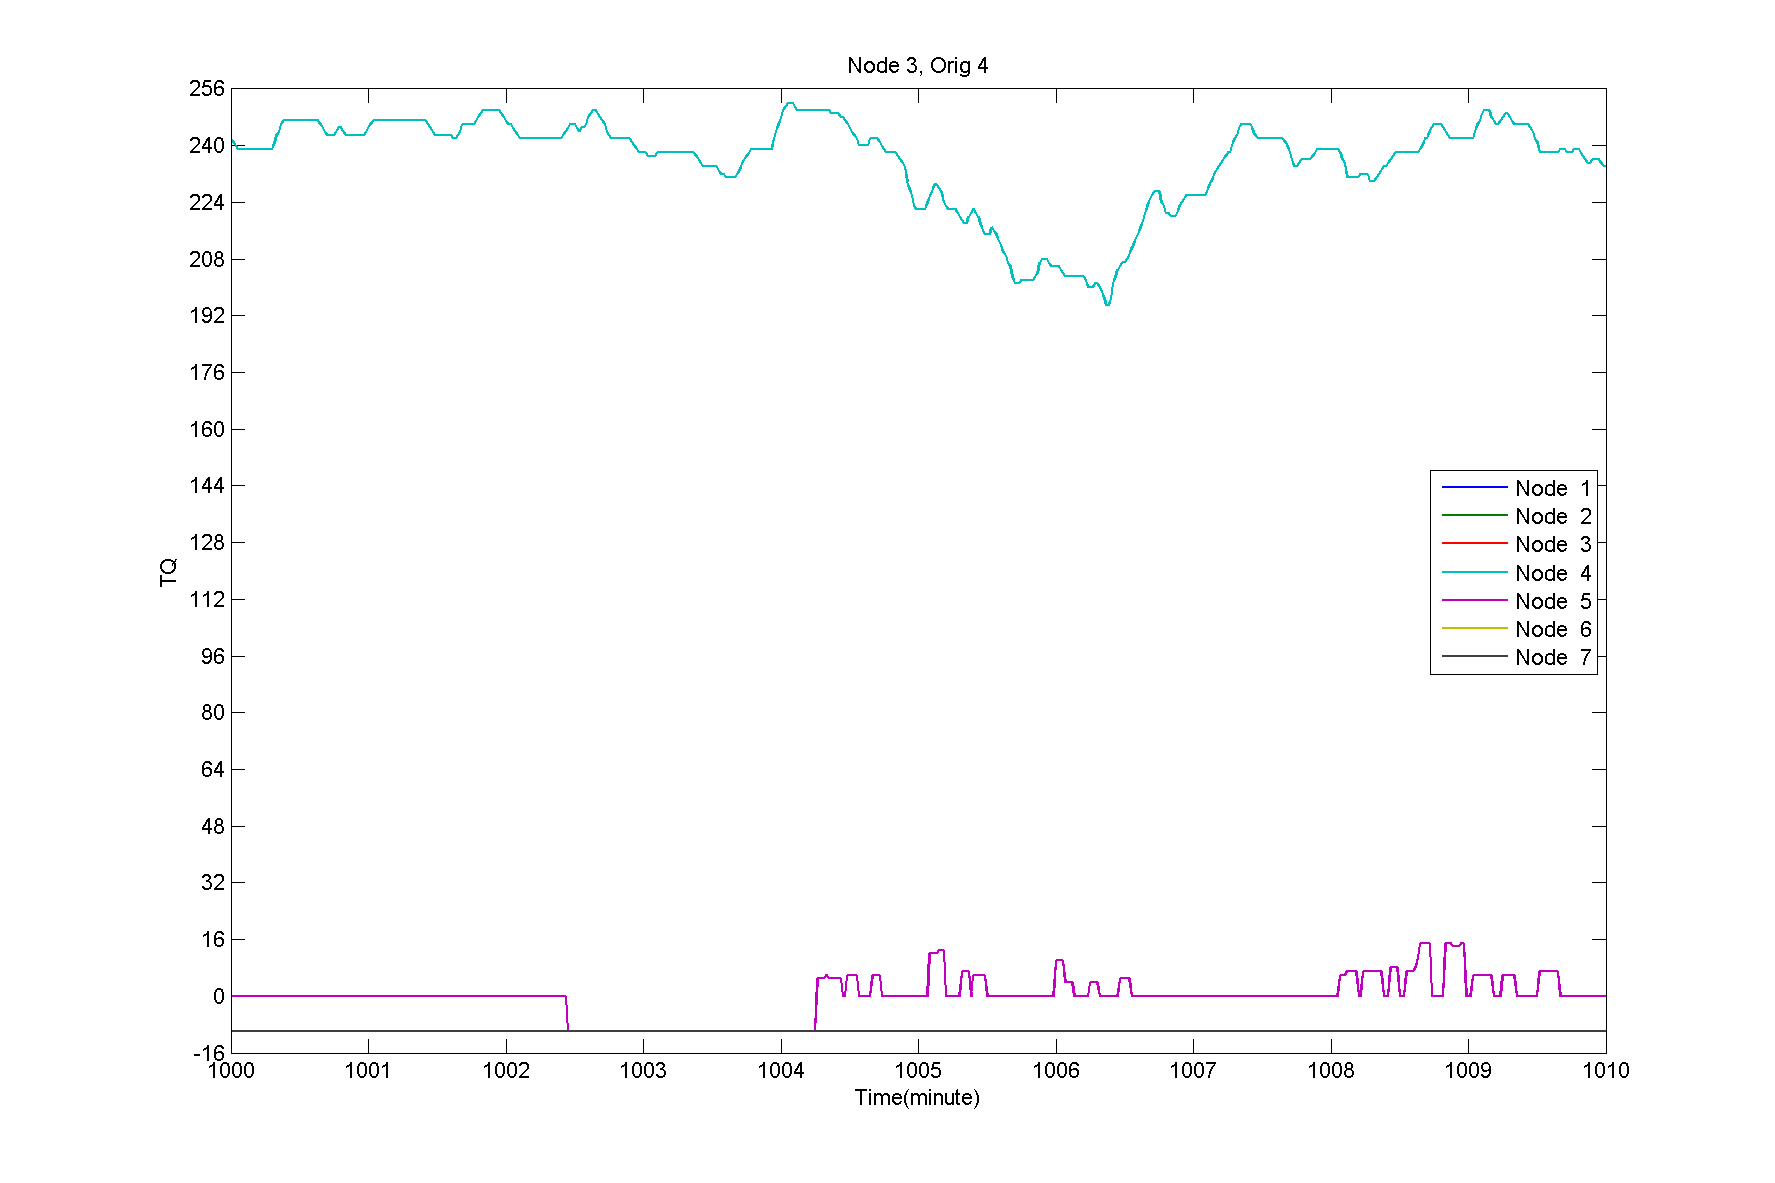 Node 3, Orig 4
256
240
224
208
192
176
160
144
128
112
96
80
64
48
32
16
0
-16
TQ
Node 1
Node 2
Node 3
Node 4
Node 5
Node 6
Node 7
1000 1001 1002 1003 1004 1005 1006 1007 1008 1009 1010
Time(minute)